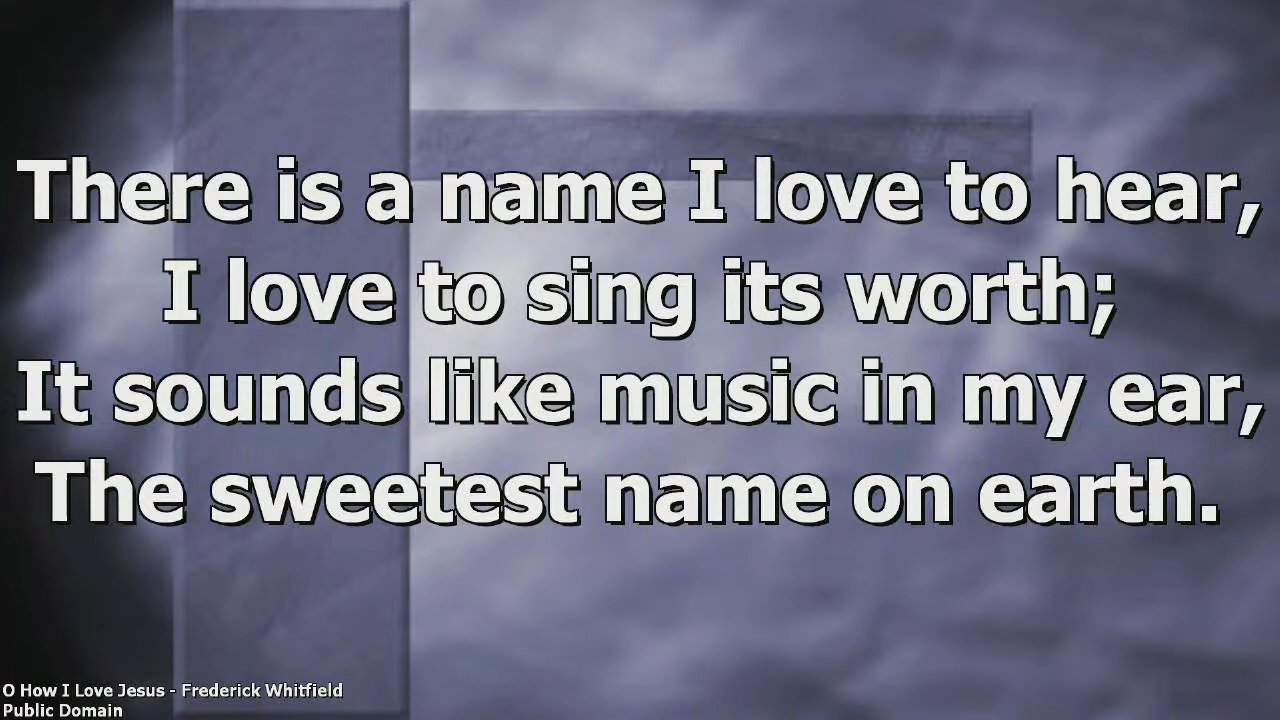 There is a name I love to hear,
I love to sing its worth;
It sounds like music in my ear,
The sweetest name on earth.
O How I Love Jesus - Frederick Whitfield
Public Domain